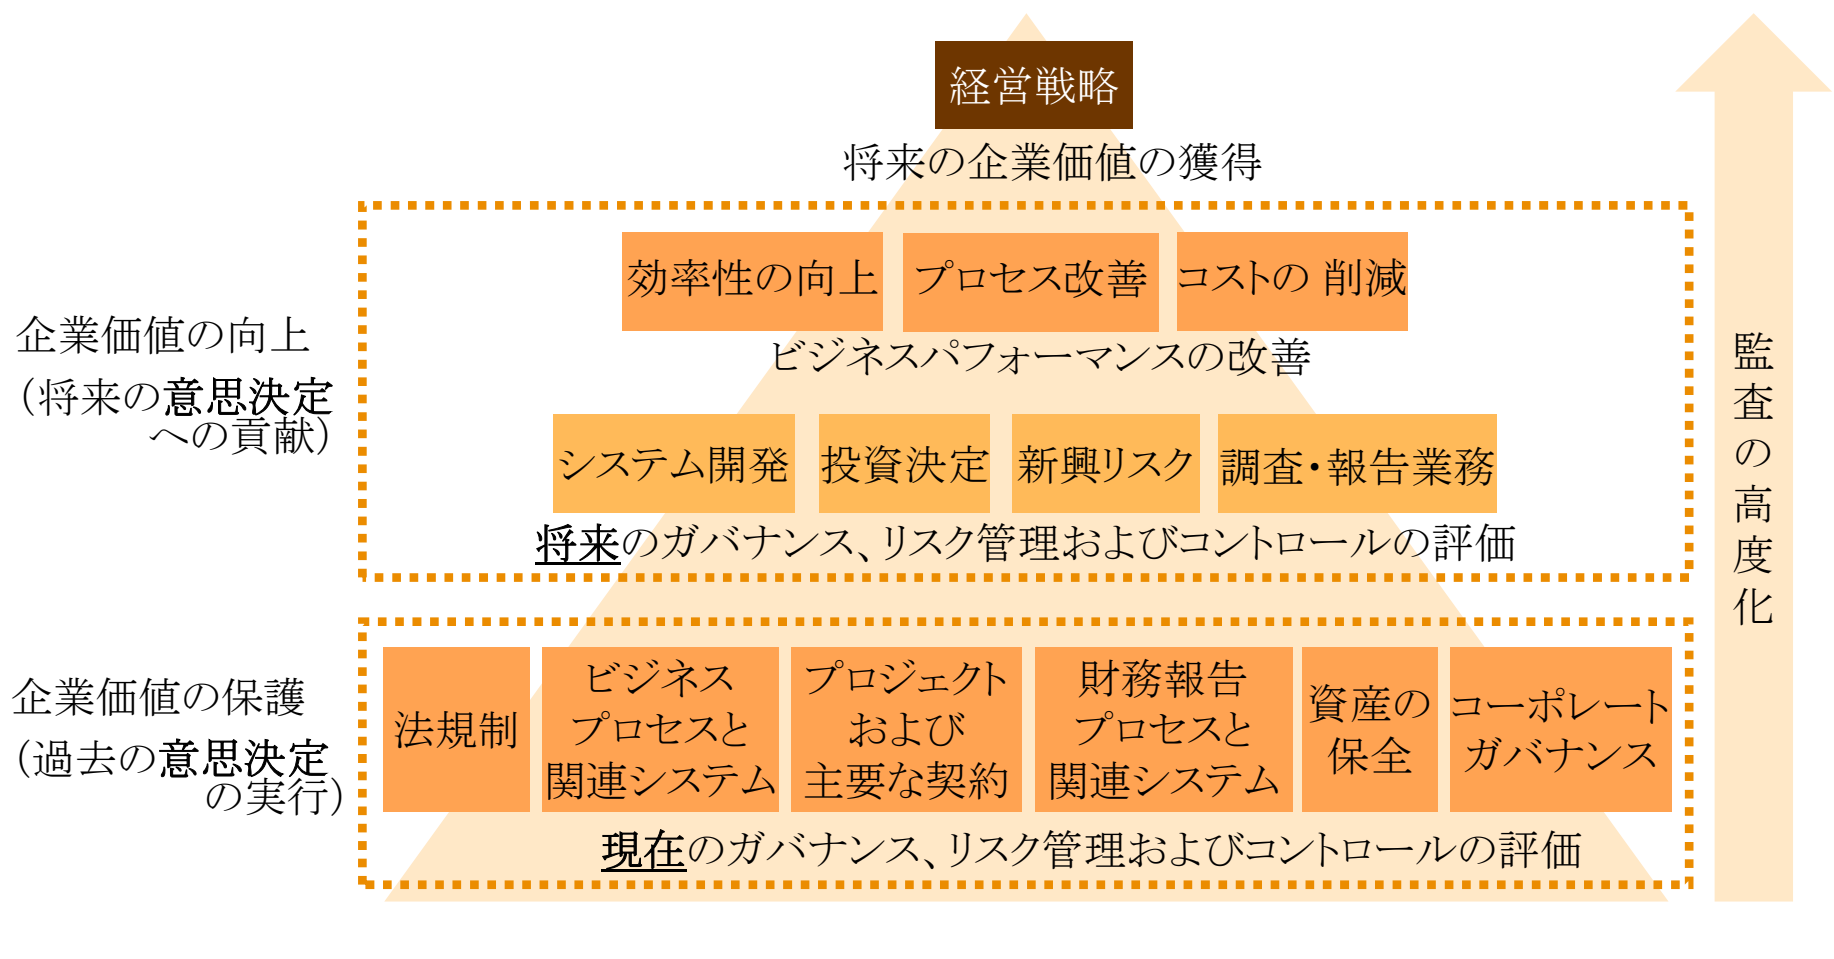 経営戦略
将来の企業価値の獲得
効率性の向上
プロセス改善
コストの 削減
ビジネスパフォーマンスの改善
企業価値の向上
（将来の意思決定
への貢献）
システム開発
投資決定
新興リスク
調査・報告業務
将来のガバナンス、リスク管理およびコントロールの評価
企業価値の保護
（過去の意思決定
の実行）
法規制
ビジネス
プロセスと
関連システム
プロジェクト
および
主要な契約
財務報告
プロセスと
関連システム
資産の
保全
コーポレート
ガバナンス
現在のガバナンス、リスク管理およびコントロールの評価
監査の高度化